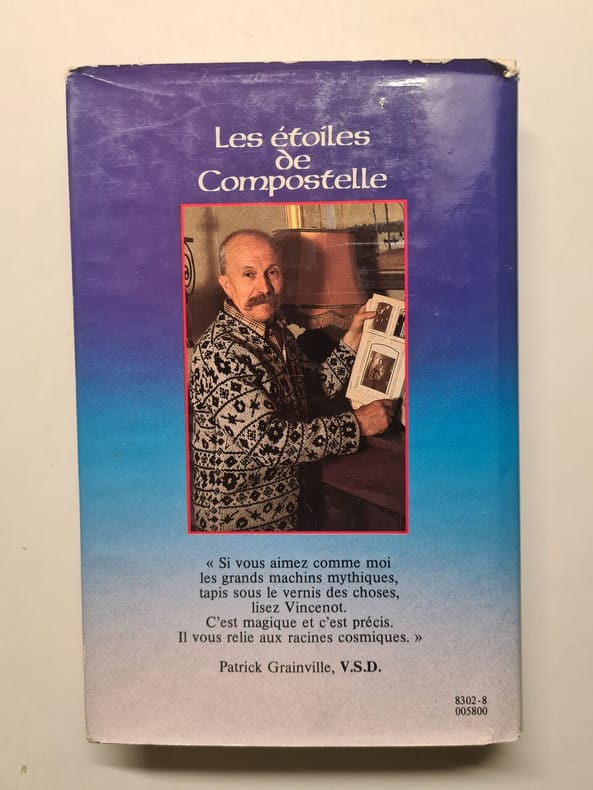 Les étoiles
de
Compostelle
« Si vous aimez comme moi
les grands machins mythiques,
tapis sous le vernis des choses,
lisez Vincenot.
C'est magique et c'est précis.
Il vous relie aux racines cosmiques. »
Patrick Grainville, V.S.D.
8302-8
005800